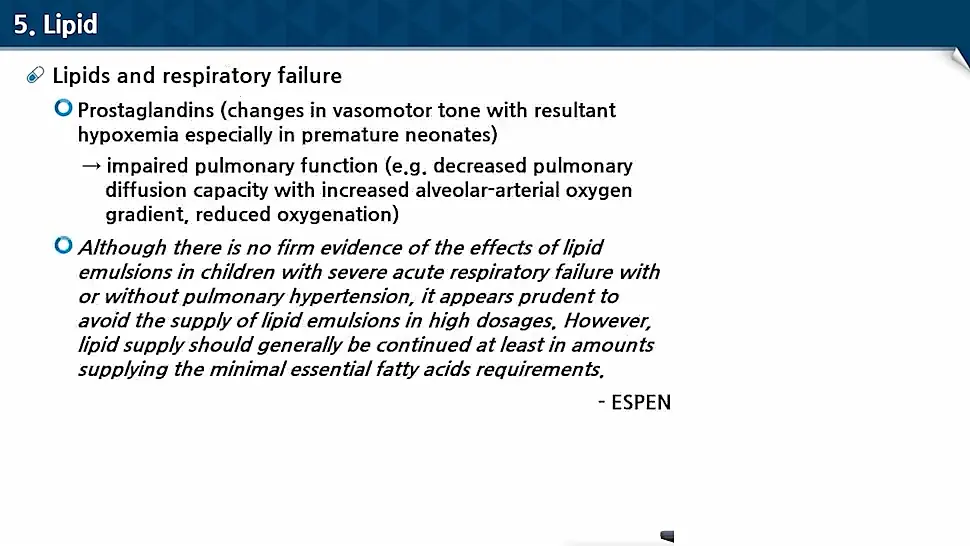 5. Lipid
Lipids and respiratory failure
Prostaglandins (changes in vasomotor tone with resultant
hypoxemia especially in premature neonates)
→ impaired pulmonary function (e.g. decreased pulmonary
diffusion capacity with increased alveolar-arterial oxygen
gradient, reduced oxygenation)
Although there is no firm evidence of the effects of lipid
emulsions in children with severe acute respiratory failure with
or without pulmonary hypertension, it appears prudent to
avoid the supply of lipid emulsions in high dosages. However,
lipid supply should generally be continued at least in amounts
supplying the minimal essential fatty acids requirements.
- ESPEN